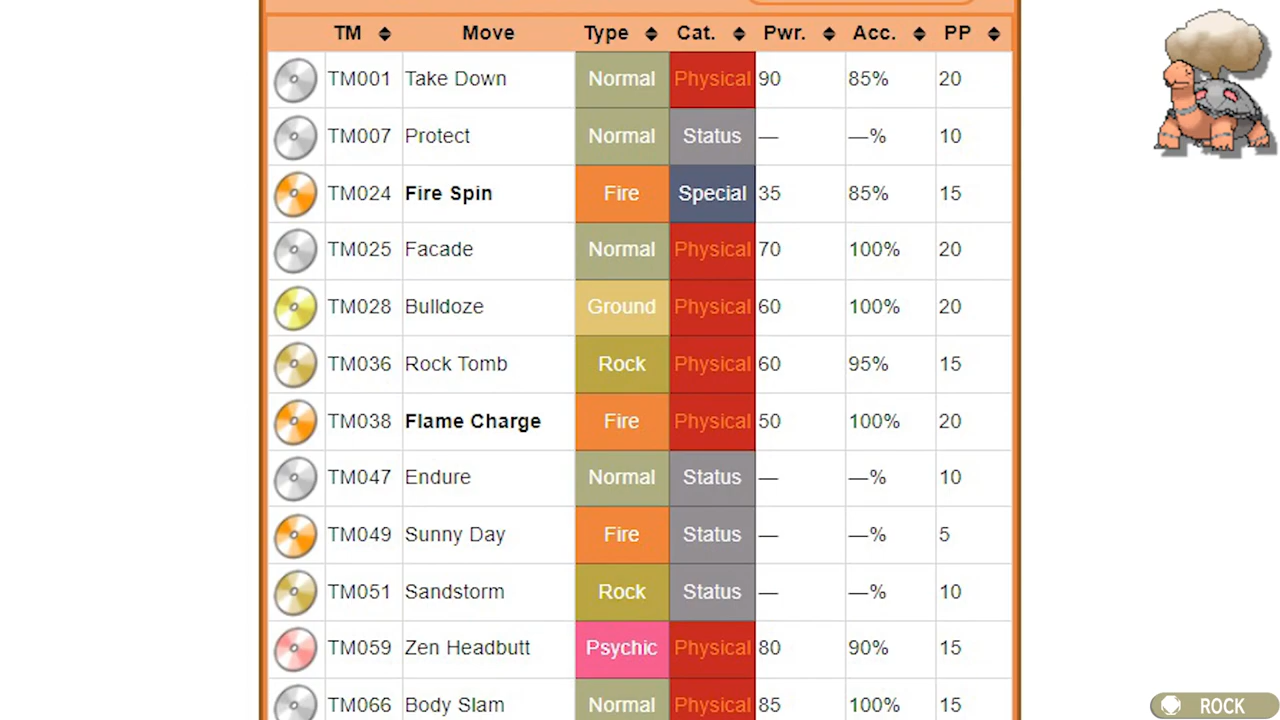 TM Move Type Cat. Pwr. Acc. PP
TM001 Take Down Normal Physical 90 85% 20
TM007 Protect Normal Status — —% 10
TM024 Fire Spin Fire Special 35 85% 15
TM025 Facade Normal Physical 70 100% 20
TM028 Bulldoze Ground Physical 60 100% 20
TM036 Rock Tomb Rock Physical 60 95% 15
TM038 Flame Charge Fire Physical 50 100% 20
TM047 Endure Normal Status — —% 10
TM049 Sunny Day Fire Status — —% 5
TM051 Sandstorm Rock Status — —% 10
TM059 Zen Headbutt Psychic Physical 80 90% 15
TM066 Body Slam Normal Physical 85 100% 15
ROCK